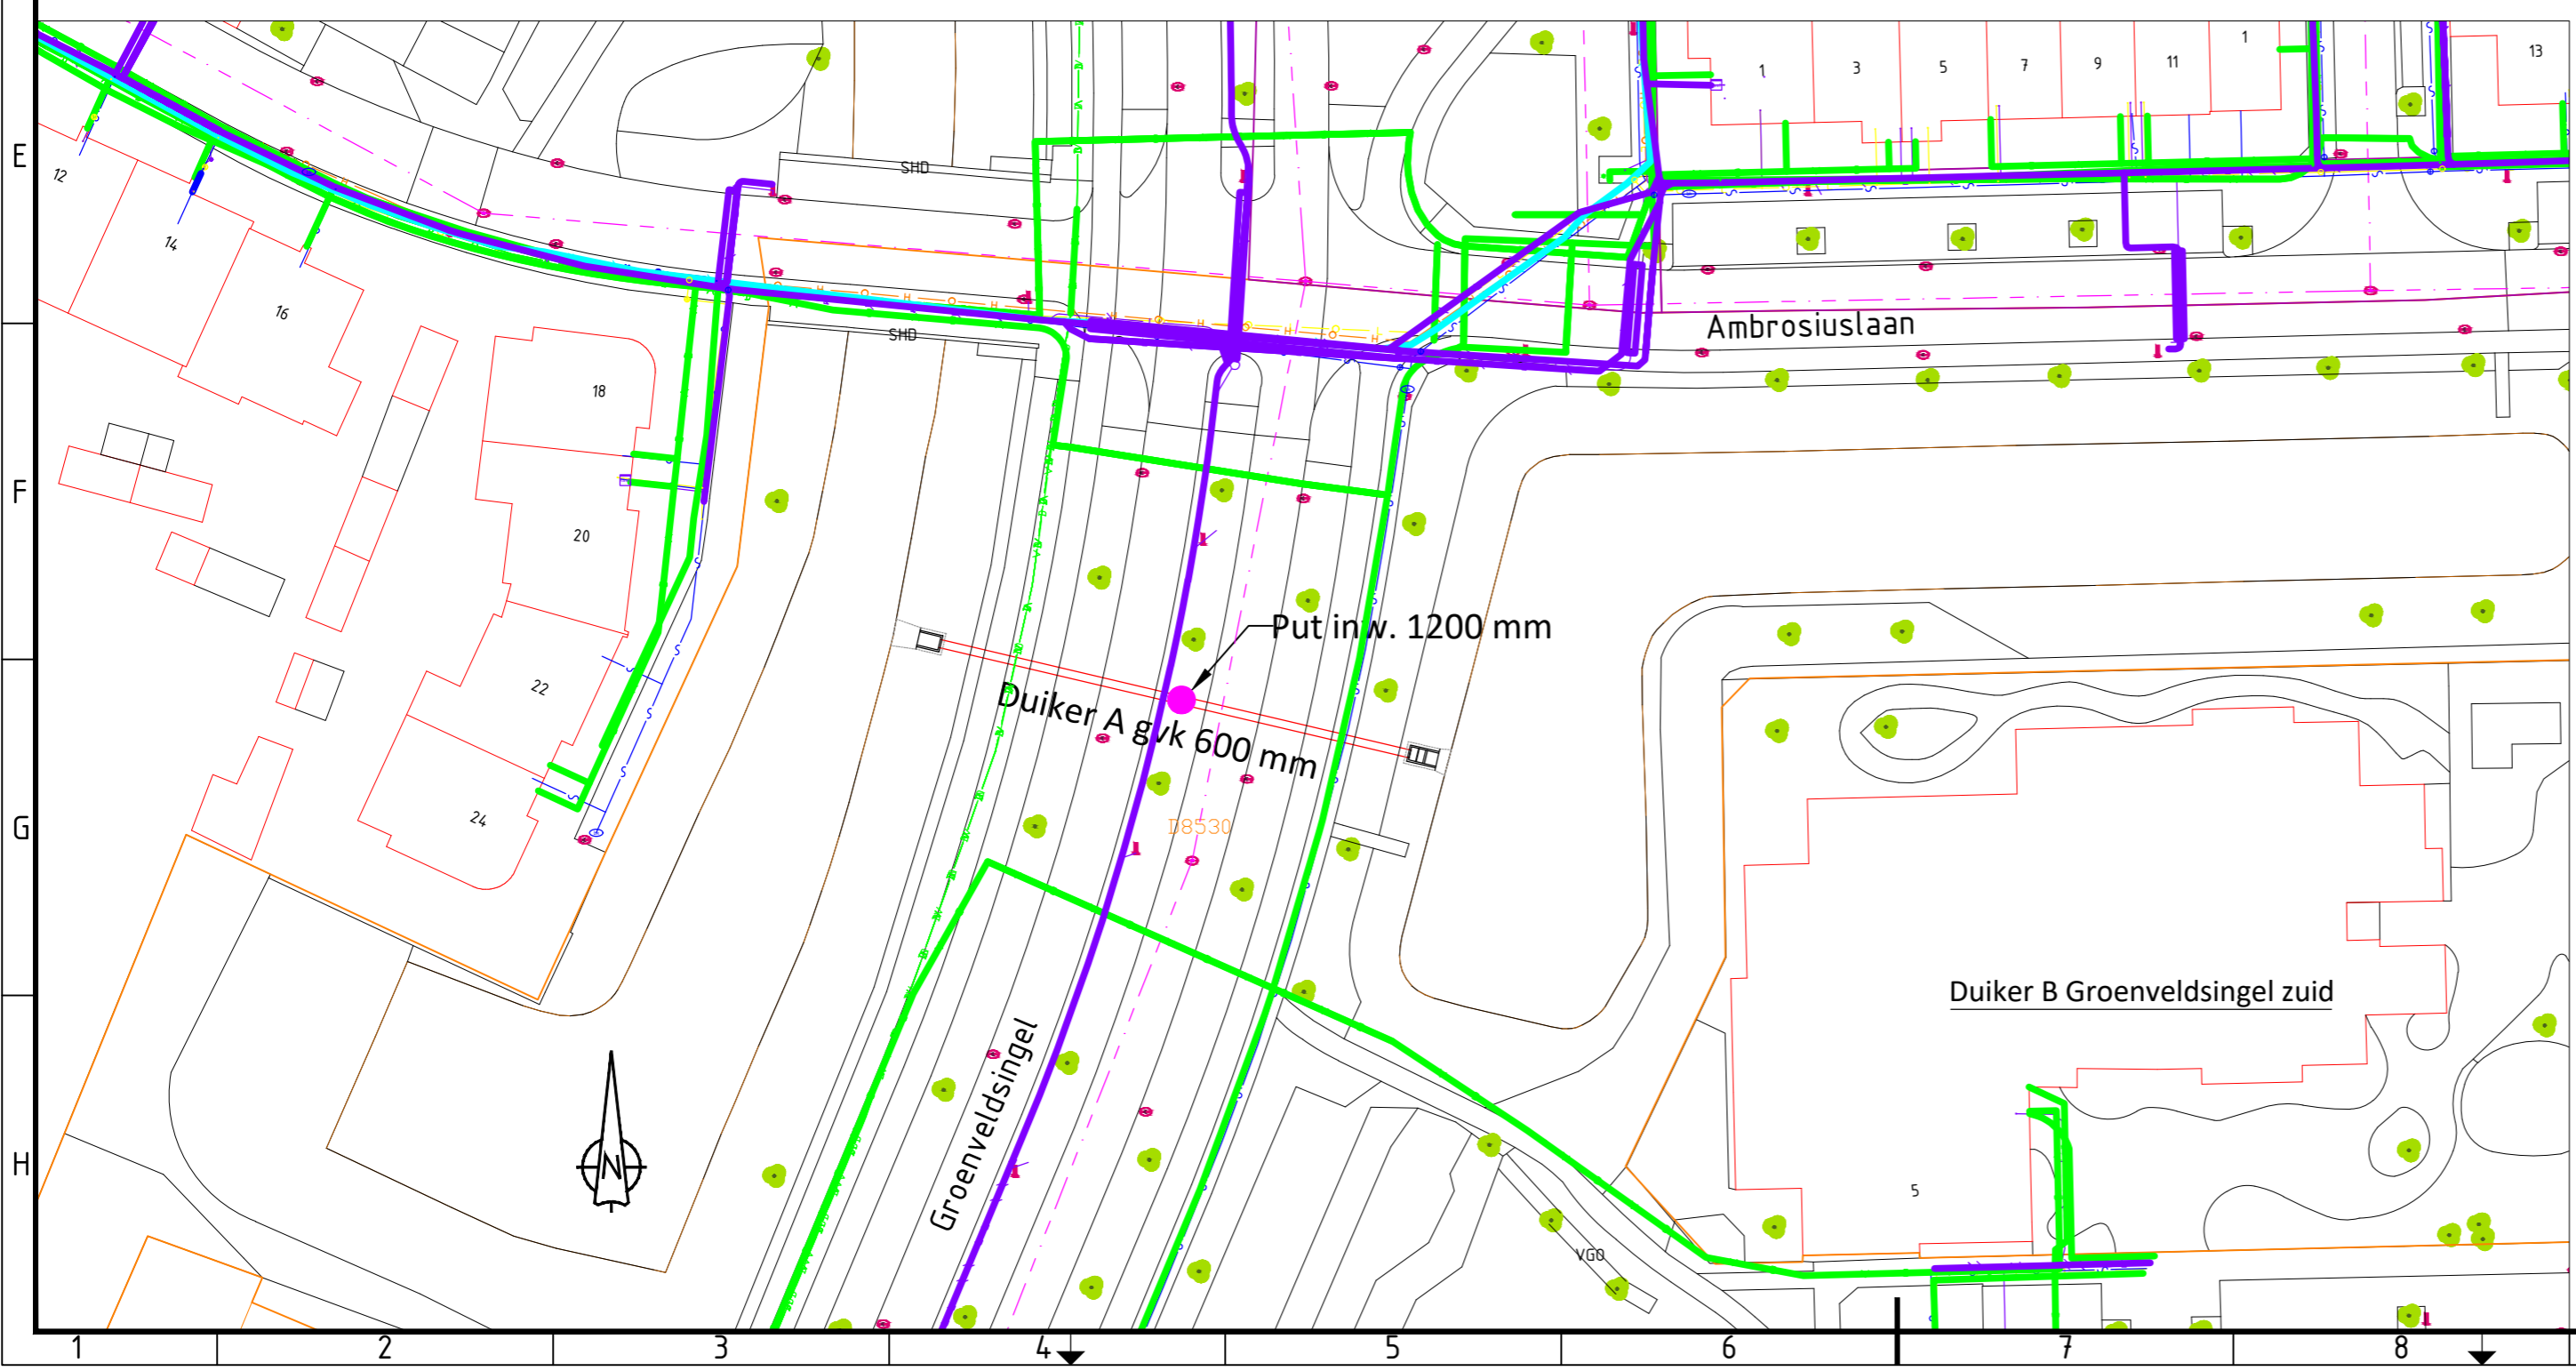 E
12
14
16
SHD
SHD
1
3
5
7
9
11
1
13
Ambrosiuslaan
F
18
20
22
24
Put inw. 1200 mm
Duiker A gvk 600 mm
D8530
G
Duiker B Groenveldsingel zuid
Groenveldsingel
H
N
5
VGO
1
2
3
4
5
6
7
8